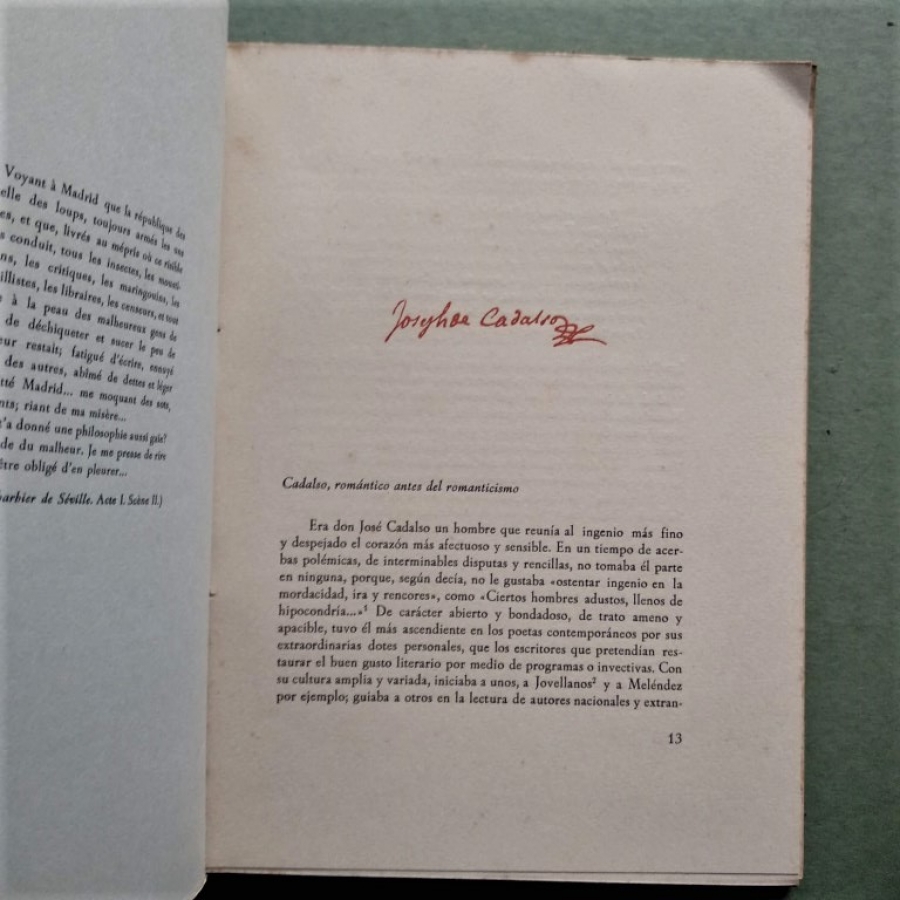 Voyant à Madrid que la république des
elle des loups, toujours armés les uns
es, et que, livrés au mépris où ce risible
s conduit, tous les insectes, les mousti-
ns, les critiques, les maringouins, les
illistes, les libraires, les censeurs, et tout
à la peau des malheureux gens de
de déchiqueter et sucer le peu de
eur restait; fatigué d'écrire, ennuyé
des autres, abîmé de dettes et léger
tté Madrid... me moquant des sots,
nts; riant de ma misère...
t'a donné une philosophie aussi gaie?
de du malheur. Je me presse de rire
être obligé d'en pleurer...
arbier de Séville. Acte I. Scène II.)
Joseph de Cadalso
Cadalso, romántico antes del romanticismo
Era don José Cadalso un hombre que reunía al ingenio más fino
y despejado el corazón más afectuoso y sensible. En un tiempo de acer-
bas polémicas, de interminables disputas y rencillas, no tomaba él parte
en ninguna, porque, según decía, no le gustaba «ostentar ingenio en la
mordacidad, ira y rencores», como «Ciertos hombres adustos, llenos de
hipocondría...»¹ De carácter abierto y bondadoso, de trato ameno y
apacible, tuvo él más ascendiente en los poetas contemporáneos por sus
extraordinarias dotes personales, que los escritores que pretendían res-
taurar el buen gusto literario por medio de programas o invectivas. Con
su cultura amplia y variada, iniciaba a unos, a Jovellanos² y a Meléndez
por ejemplo; guiaba a otros en la lectura de autores nacionales y extran-
13